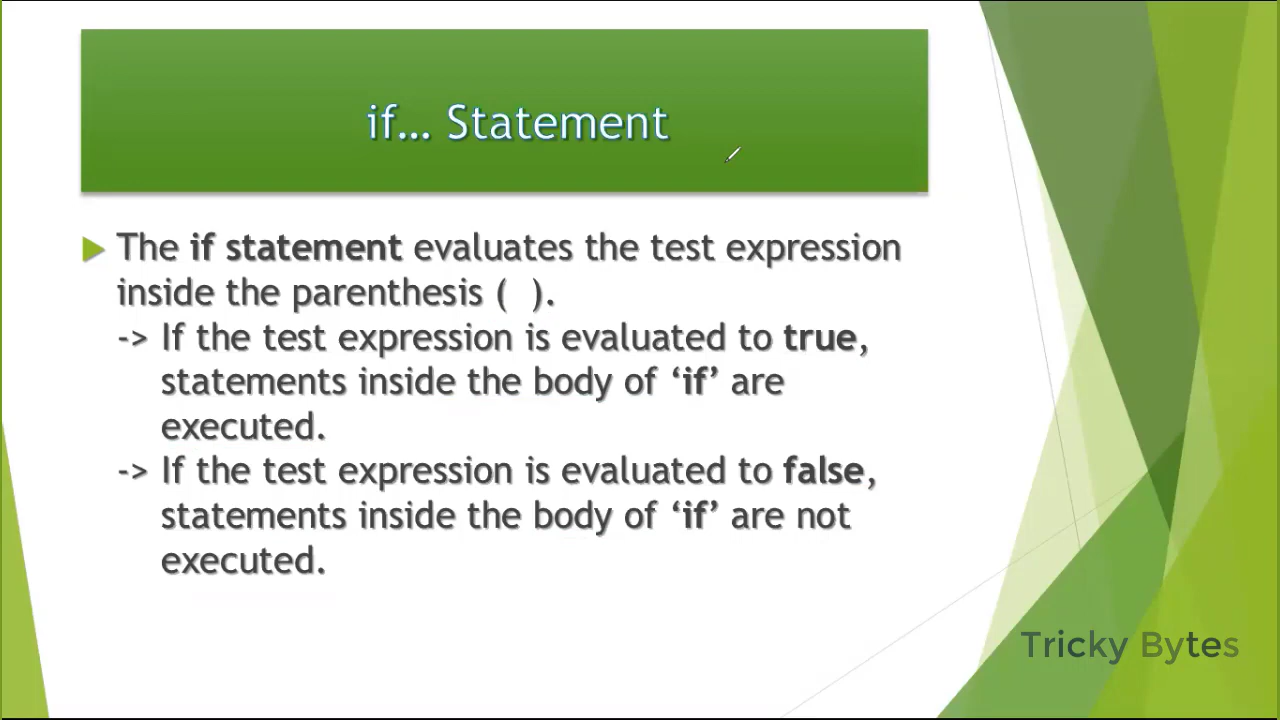 if... Statement
The if statement evaluates the test expression
inside the parenthesis (  ).
-> If the test expression is evaluated to true,
statements inside the body of ‘if’ are
executed.
-> If the test expression is evaluated to false,
statements inside the body of ‘if’ are not
executed.
Tricky Bytes